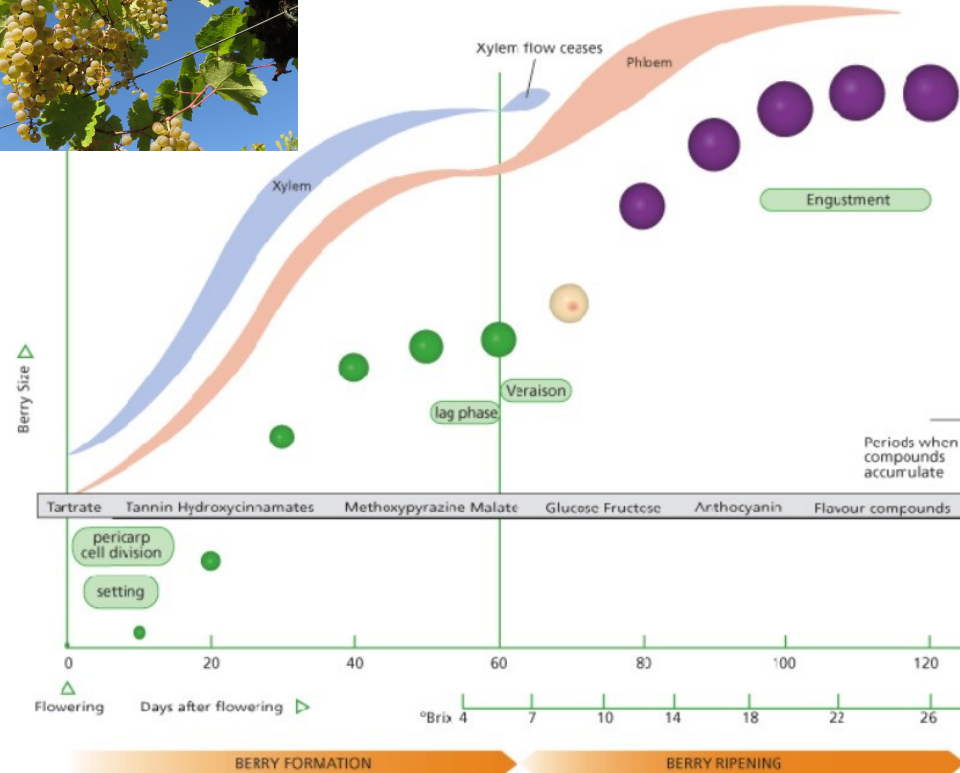 Xylem flow ceases
Phloem
Xylem
Engustment
Berry Size
Veraison
lag phase
Periods when
compounds
accumulate
Tartrate Tannin Hydroxycinnamates Methoxypyrazine Malate Glucose Fructose Anthocyanin Flavour compounds
pericarp
cell division
setting
0 20 40 60 80 100 120
Flowering Days after flowering
°Brix 4 7 10 14 18 22 26
BERRY FORMATION BERRY RIPENING